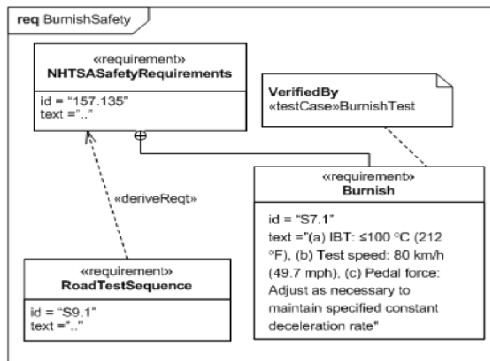 req BurnishSafety
«requirement»
NHTSASafetyRequirements
id = "157.135"
text =".."
VerifiedBy
«testCase»BurnishTest
«deriveReqt»
«requirement»
Burnish
id = "S7.1"
text ="(a) IBT: ≤100 °C (212
°F), (b) Test speed: 80 km/h
(49.7 mph), (c) Pedal force:
Adjust as necessary to
maintain specified constant
deceleration rate"
«requirement»
RoadTestSequence
id = "S9.1"
text =".."